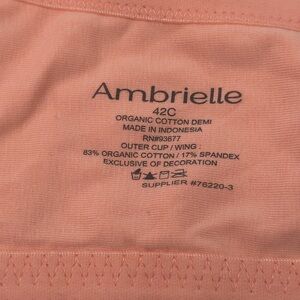 Ambrielle
42C
ORGANIC COTTON DEMI
MADE IN INDONESIA
RN#93677
OUTER CUP / WING :
83% ORGANIC COTTON / 17% SPANDEX
EXCLUSIVE OF DECORATION
SUPPLIER #76220-3